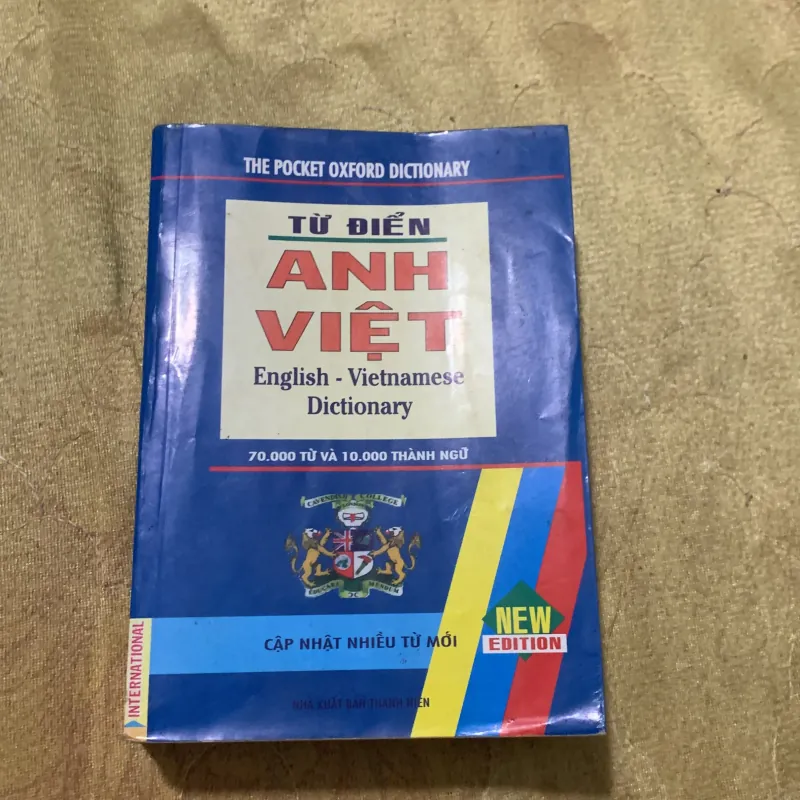 THE POCKET OXFORD DICTIONARY
TỪ ĐIỂN
ANH
VIỆT
English - Vietnamese
Dictionary
70.000 TỪ VÀ 10.000 THÀNH NGỮ
COLLEGE
CẬP NHẬT NHIỀU TỪ MỚI
NEW
EDITION
INTERNATIONAL
NHÀ XUẤT BẢN THANH NIÊN